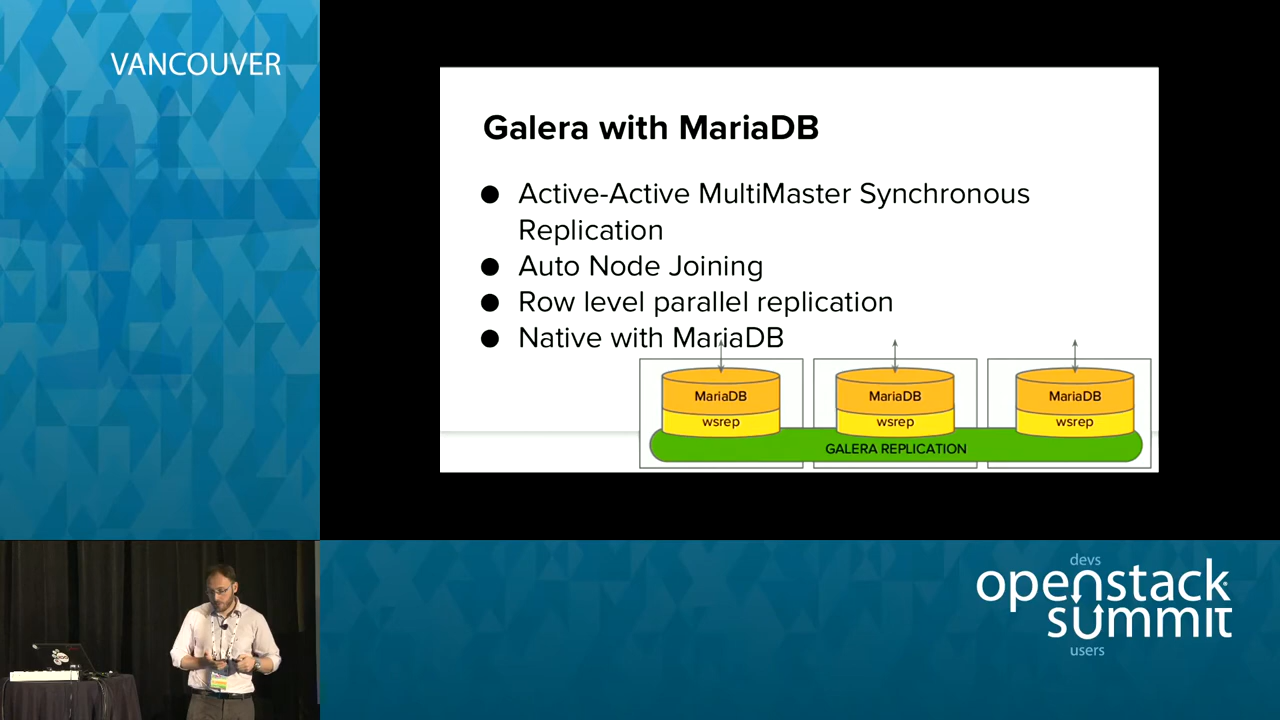 VANCOUVER
Galera with MariaDB
● Active-Active MultiMaster Synchronous
Replication
● Auto Node Joining
● Row level parallel replication
● Native with MariaDB
MariaDB
MariaDB
MariaDB
wsrep
wsrep
wsrep
GALERA REPLICATION
devs
openstack
summit
users